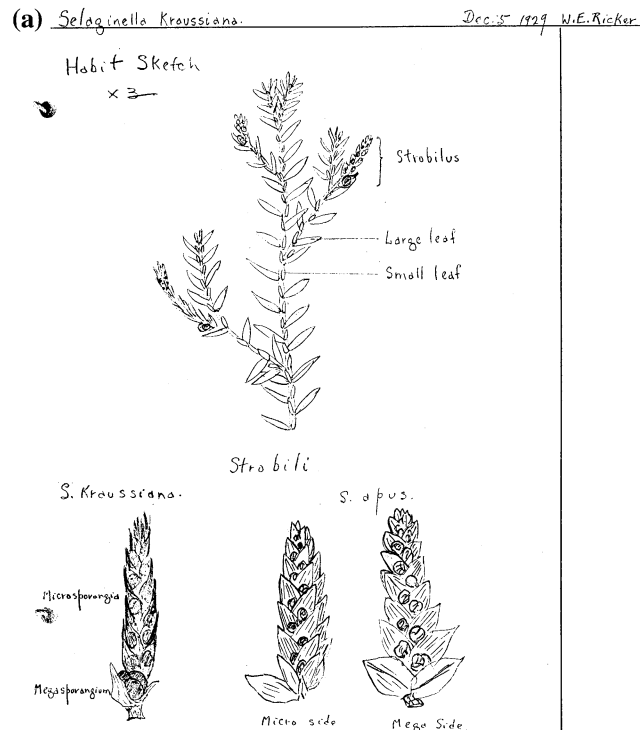 (a) Selaginella Kraussiana. Dec. 5 1929 W.E. Ricker
Habit Sketch
× 3
Strobilus
Large leaf
Small leaf
Strobili
S. Kraussiana.
S. apus.
Microsporangia
Megasporangium
Micro side
Mega Side.